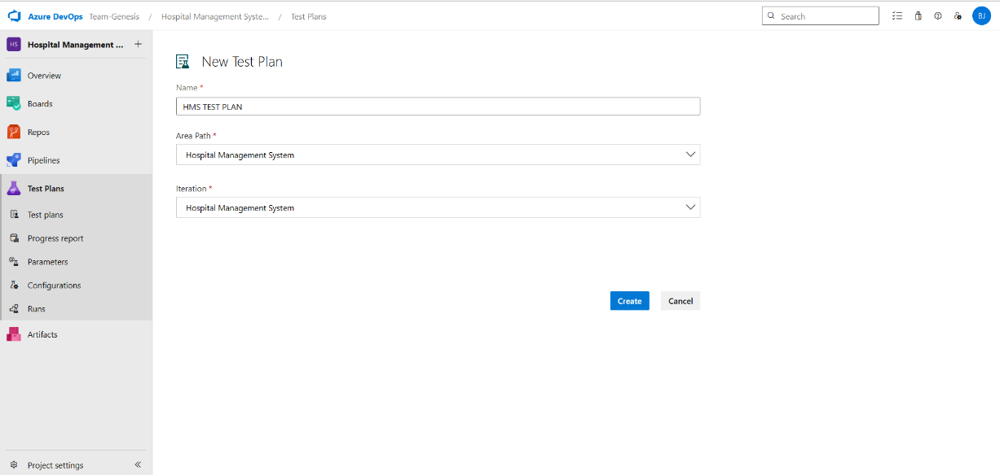 Azure DevOps Team-Genesis / Hospital Management Syste... / Test Plans
Search
BJ
HS Hospital Management ... +
Overview
Boards
Repos
Pipelines
Test Plans
Test plans
Progress report
Parameters
Configurations
Runs
Artifacts
Project settings
New Test Plan
Name *
HMS TEST PLAN
Area Path *
Hospital Management System
Iteration *
Hospital Management System
Create Cancel